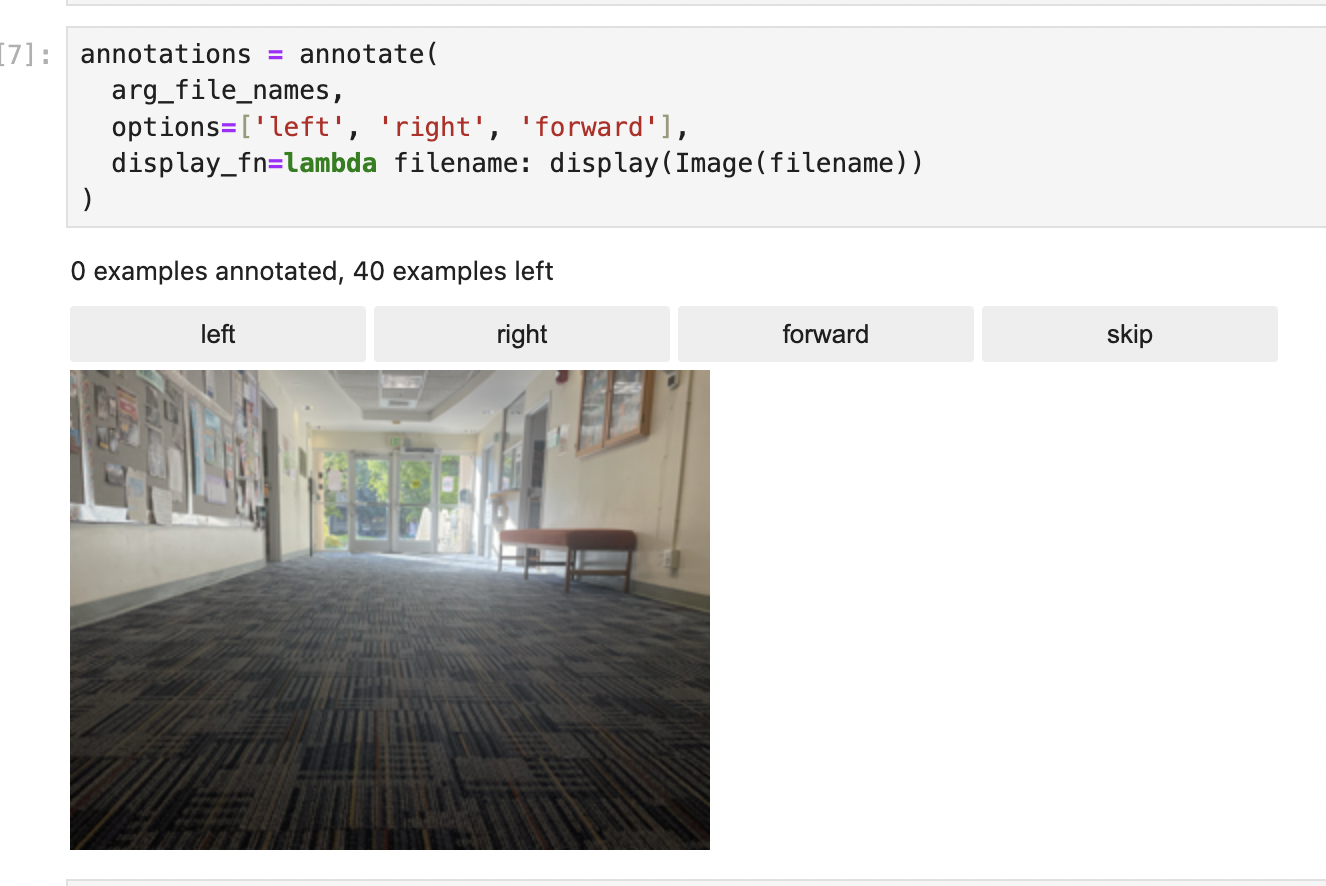 [7]:
annotations = annotate(
  arg_file_names,
  options=['left', 'right', 'forward'],
  display_fn=lambda filename: display(Image(filename))
)
0 examples annotated, 40 examples left
left right forward skip